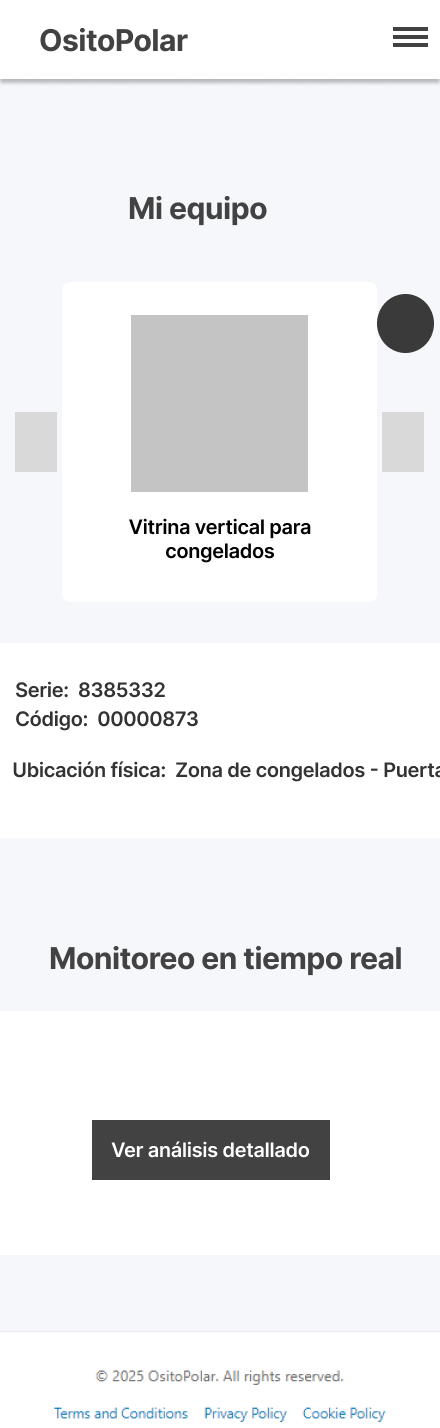 OsitoPolar
Mi equipo
Vitrina vertical para
congelados
Serie: 8385332
Código: 00000873
Ubicación física: Zona de congelados - Puerta
Monitoreo en tiempo real
Ver análisis detallado
© 2025 OsitoPolar. All rights reserved.
Terms and Conditions Privacy Policy Cookie Policy